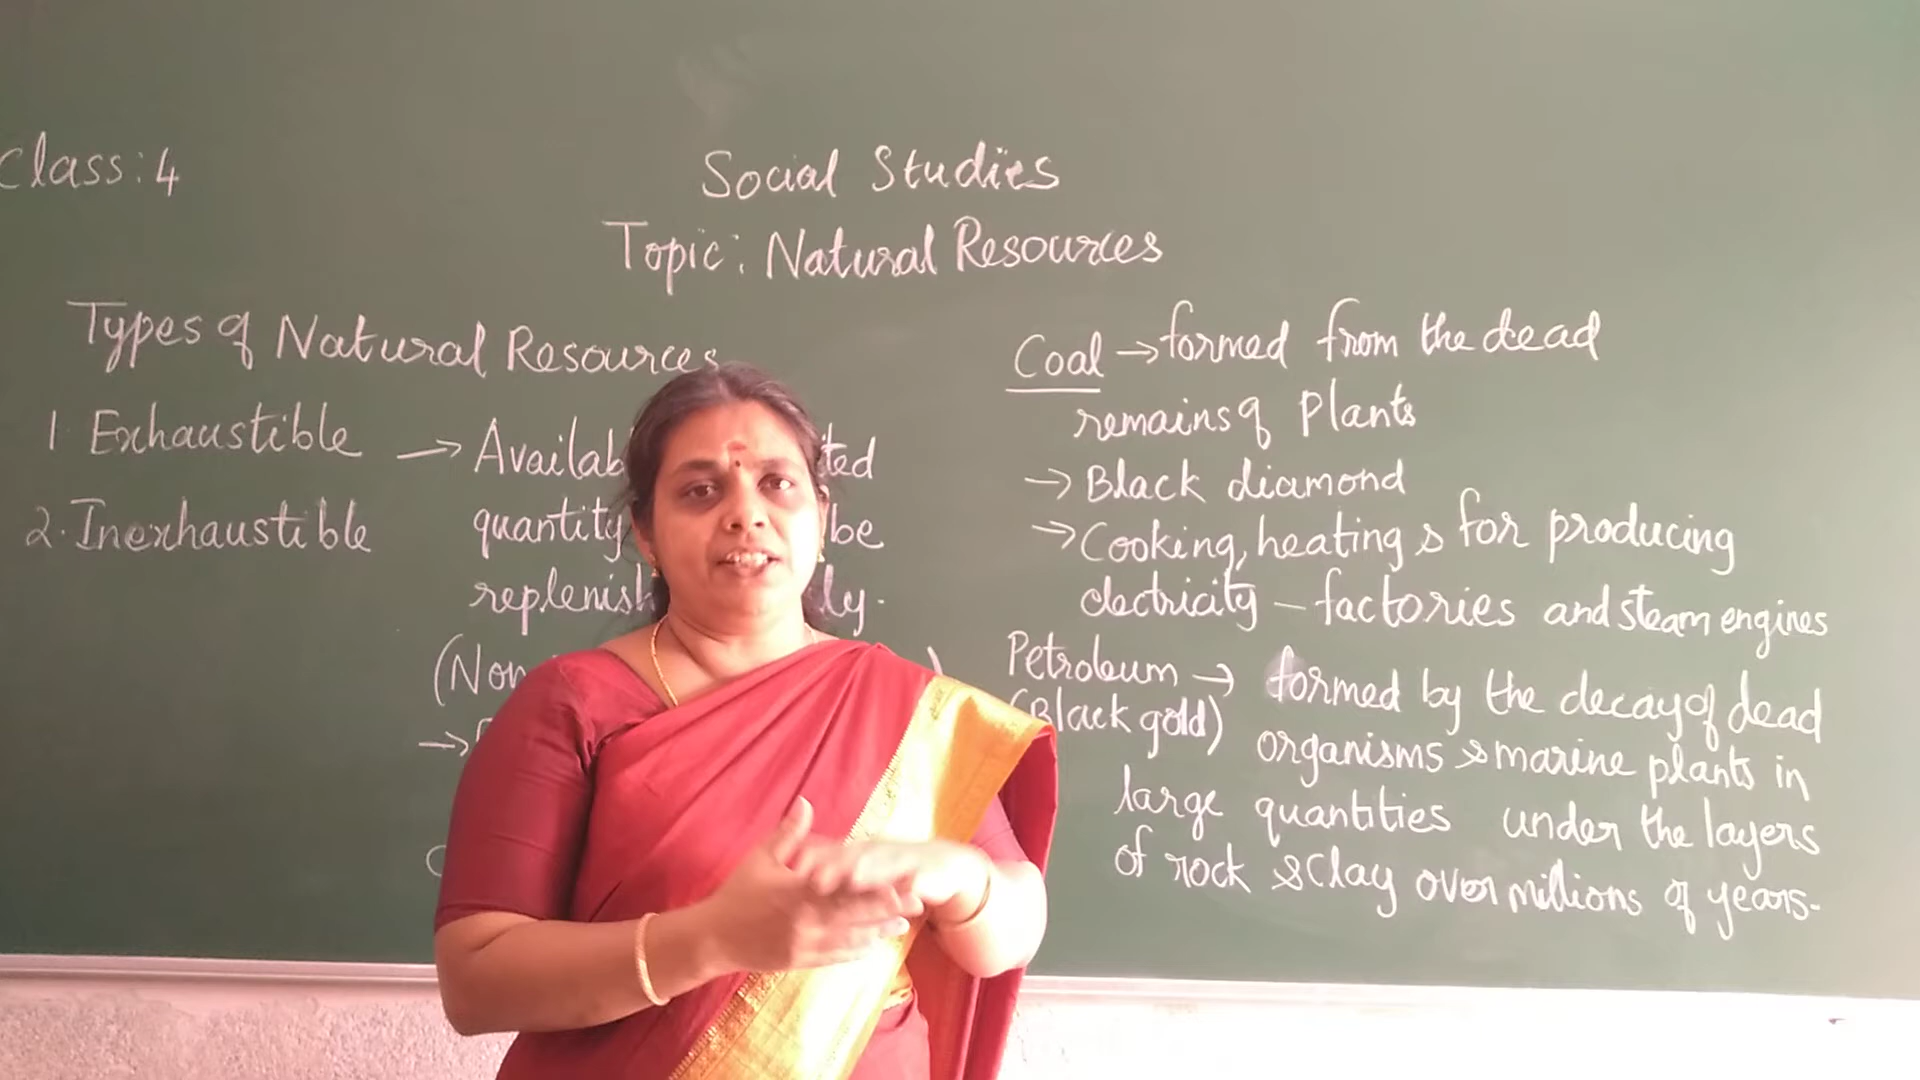 Class: 4
Social Studies
Topic: Natural Resources
Types of Natural Resources
1 Exhaustible →
2. Inexhaustible
quantity be
(Non
→
Coal → formed from the dead
remains of Plants
→ Black diamond
→ Cooking, heating & for producing
electricity – factories and steam engines
Petroleum → formed by the decay of dead
(Black gold) organisms & marine plants in
large quantities under the layers
of rock & clay over millions of years.